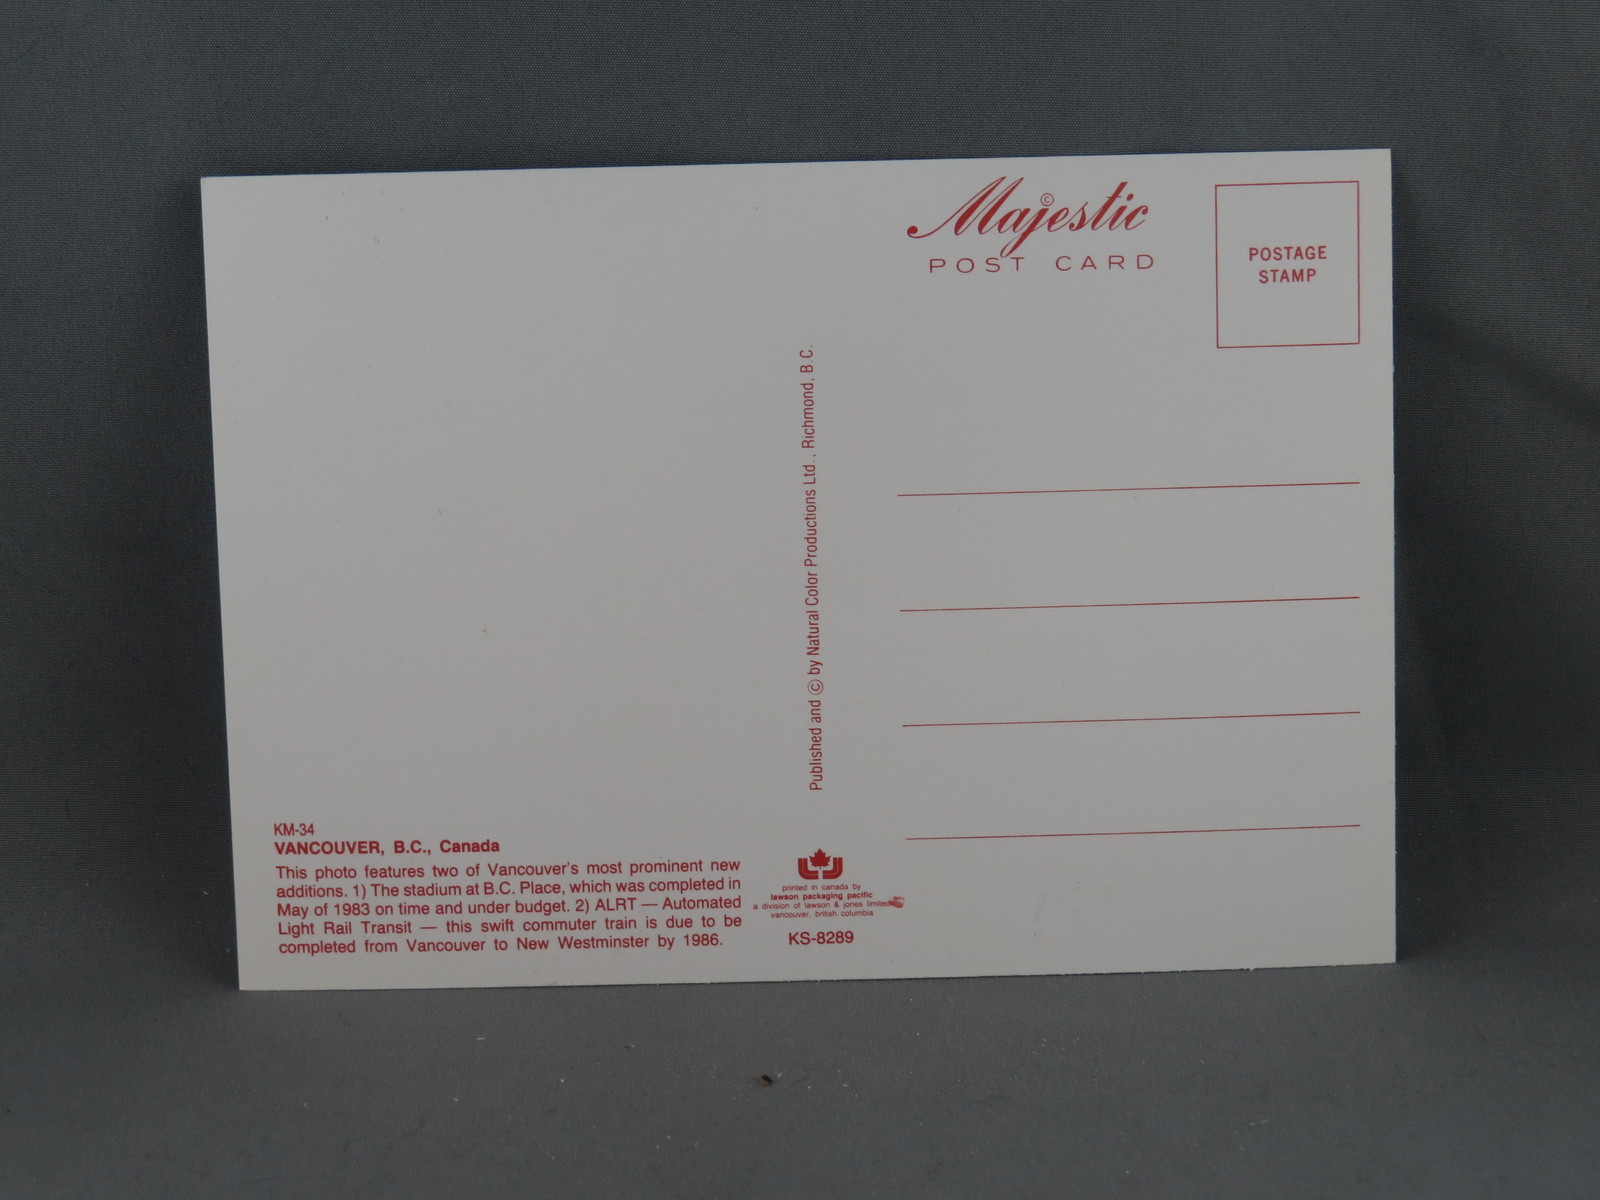 Majestic
©
POST CARD
POSTAGE
STAMP
Published and © by Natural Color Productions Ltd., Richmond, B.C.
KM-34
VANCOUVER, B.C., Canada
This photo features two of Vancouver's most prominent new
additions. 1) The stadium at B.C. Place, which was completed in
May of 1983 on time and under budget. 2) ALRT — Automated
Light Rail Transit — this swift commuter train is due to be
completed from Vancouver to New Westminster by 1986.
printed in canada by
lawson packaging pacific
a division of lawson & jones limited
vancouver, british columbia
KS-8289